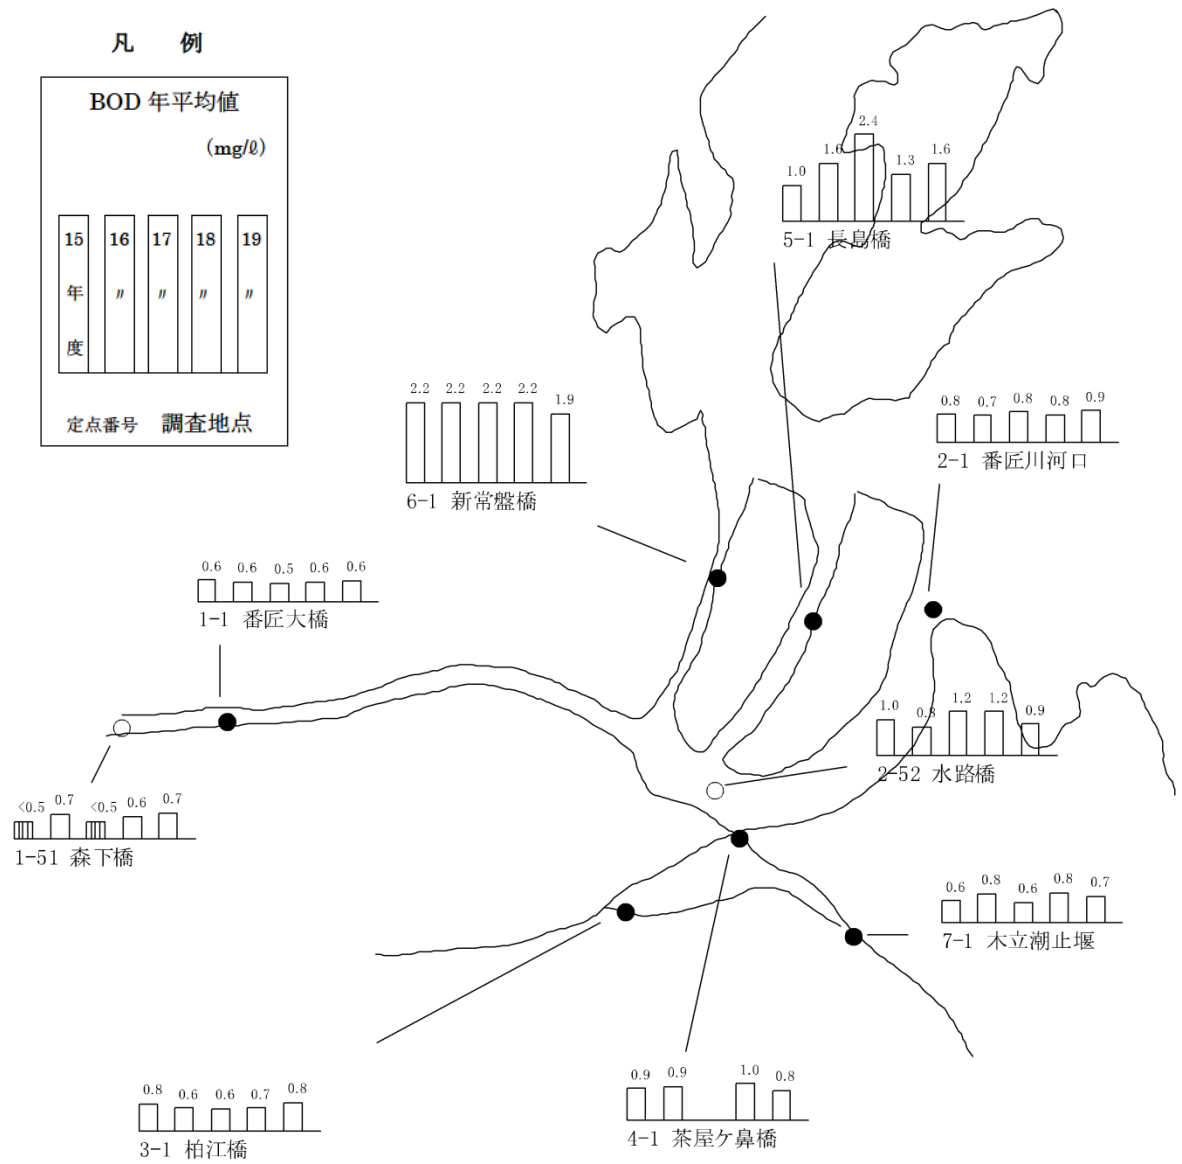 凡 例
BOD 年平均値
(mg/ℓ)
15 16 17 18 19
年 〃 〃 〃 〃
度
定点番号 調査地点
2.4
1.0 1.6 1.3 1.6
5-1 長島橋
2.2 2.2 2.2 2.2 1.9
6-1 新常盤橋
0.8 0.7 0.8 0.8 0.9
2-1 番匠川河口
0.6 0.6 0.5 0.6 0.6
1-1 番匠大橋
1.0 0.8 1.2 1.2 0.9
2-52 水路橋
<0.5 0.7 <0.5 0.6 0.7
1-51 森下橋
0.6 0.8 0.6 0.8 0.7
7-1 木立潮止堰
0.8 0.6 0.6 0.7 0.8
3-1 柏江橋
0.9 0.9 1.0 0.8
4-1 茶屋ケ鼻橋